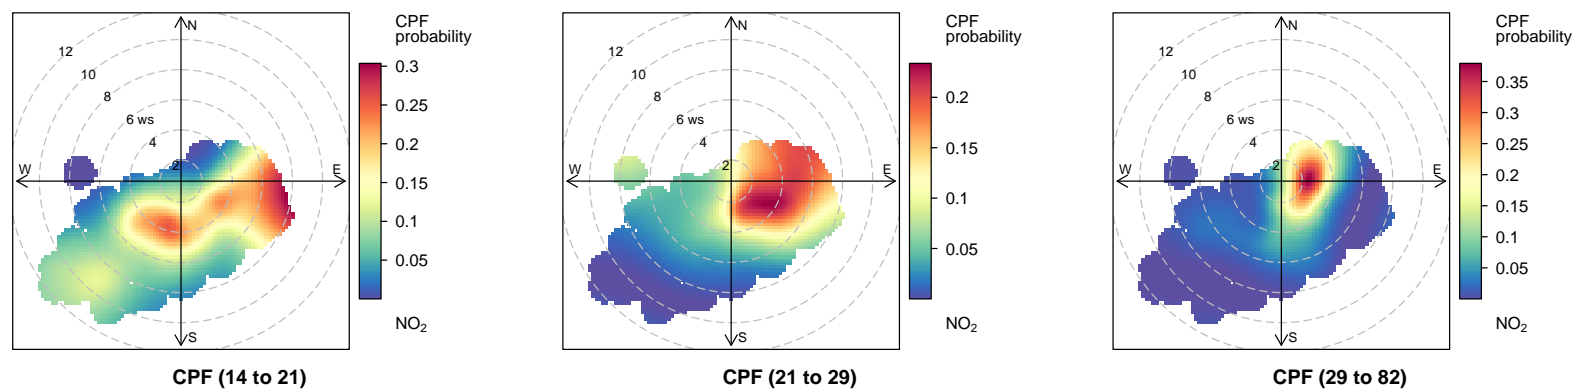 CPF
probability
12
10
8
6 ws
4
2
N
W
E
S
0.3
0.25
0.2
0.15
0.1
0.05
NO₂
CPF (14 to 21)
CPF
probability
12
10
8
6 ws
4
2
N
W
E
S
0.2
0.15
0.1
0.05
NO₂
CPF (21 to 29)
CPF
probability
12
10
8
6 ws
4
2
N
W
E
S
0.35
0.3
0.25
0.2
0.15
0.1
0.05
NO₂
CPF (29 to 82)